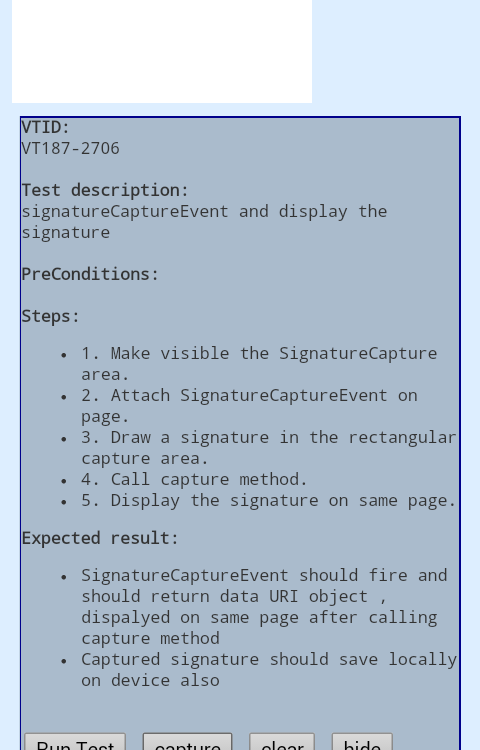 VTID:
VT187-2706
Test description:
signatureCaptureEvent and display the
signature
PreConditions:
Steps:
• 1. Make visible the SignatureCapture
area.
• 2. Attach SignatureCaptureEvent on
page.
• 3. Draw a signature in the rectangular
capture area.
• 4. Call capture method.
• 5. Display the signature on same page.
Expected result:
• SignatureCaptureEvent should fire and
should return data URI object ,
dispalyed on same page after calling
capture method
• Captured signature should save locally
on device also
Run Test capture clear hide